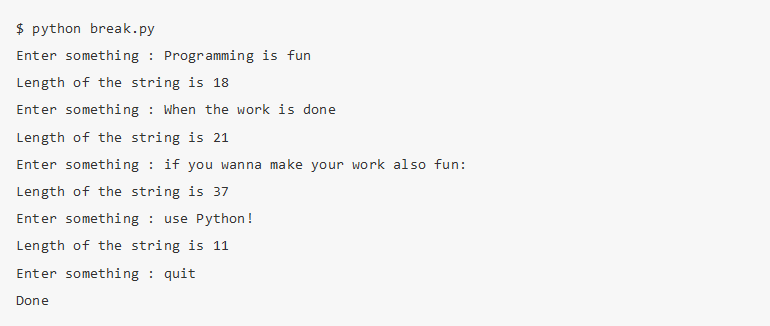 $ python break.py
Enter something : Programming is fun
Length of the string is 18
Enter something : When the work is done
Length of the string is 21
Enter something : if you wanna make your work also fun:
Length of the string is 37
Enter something : use Python!
Length of the string is 11
Enter something : quit
Done